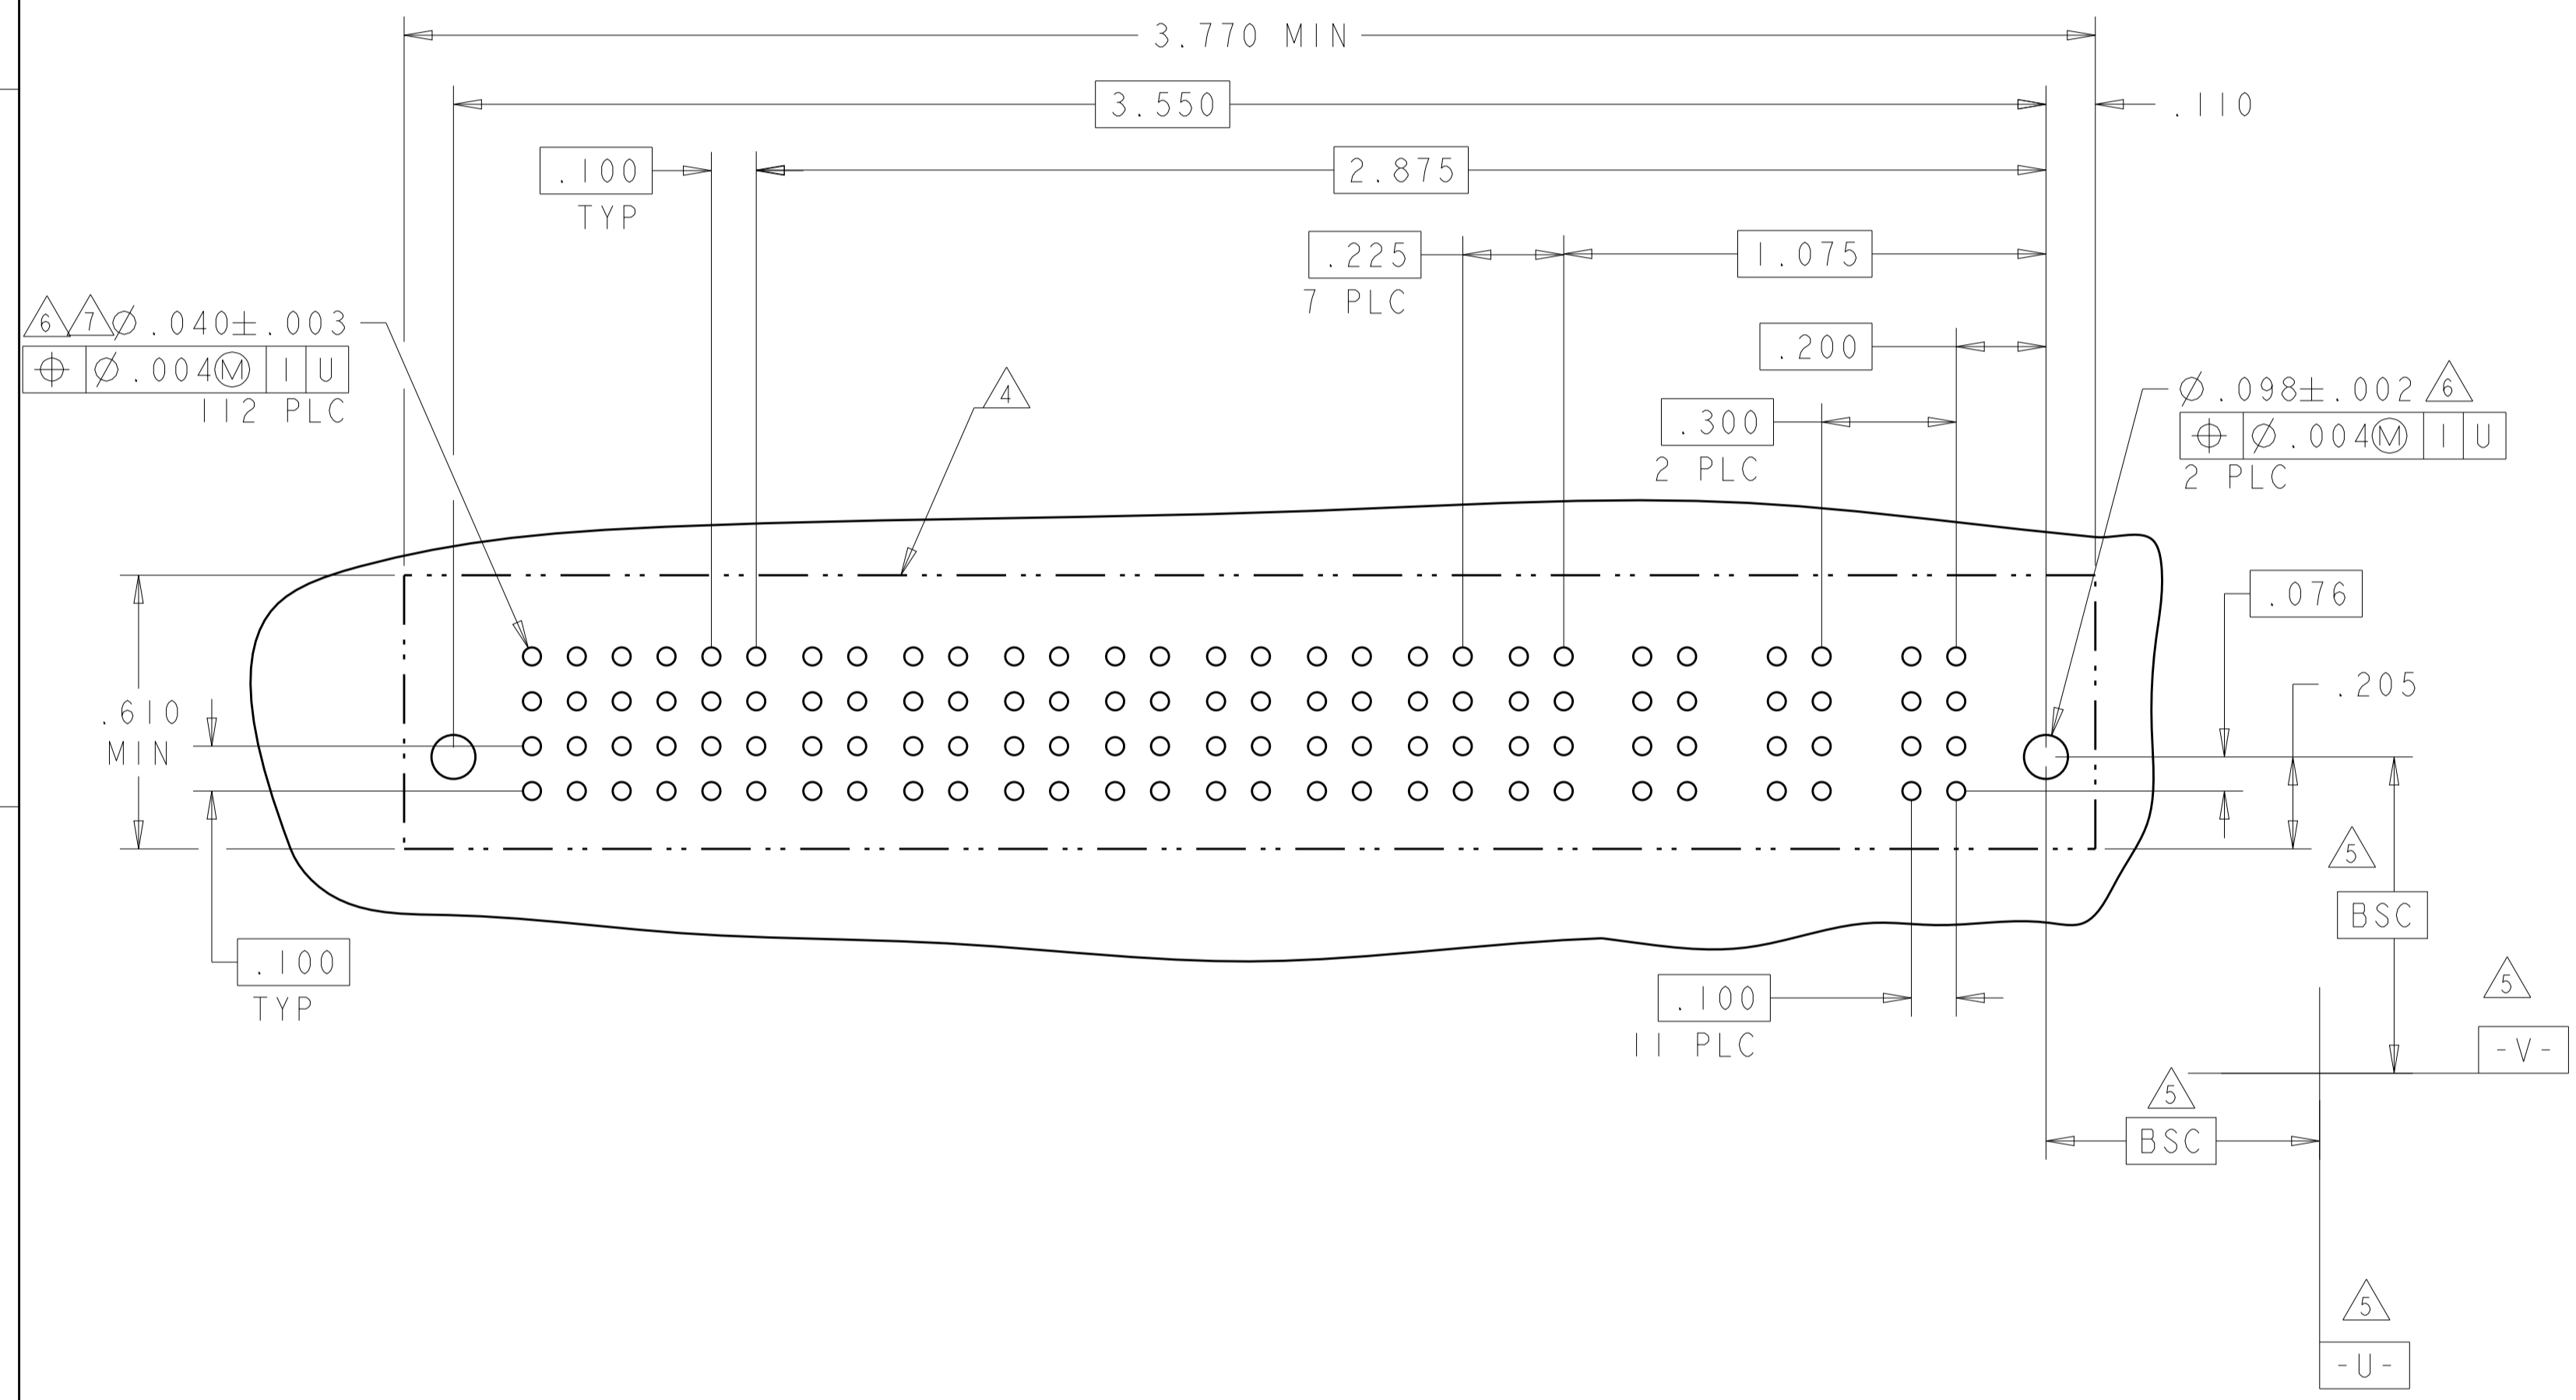 3.770 MIN
3.550
.110
.100
TYP
2.875
.225
7 PLC
1.075
6 7 Ø.040±.003
⌖ Ø.004Ⓜ I U
112 PLC
.200
4
.300
2 PLC
Ø.098±.002 6
⌖ Ø.004Ⓜ I U
2 PLC
.076
.205
.610
MIN
5
BSC
.100
TYP
.100
11 PLC
5
-V-
5
BSC
5
-U-